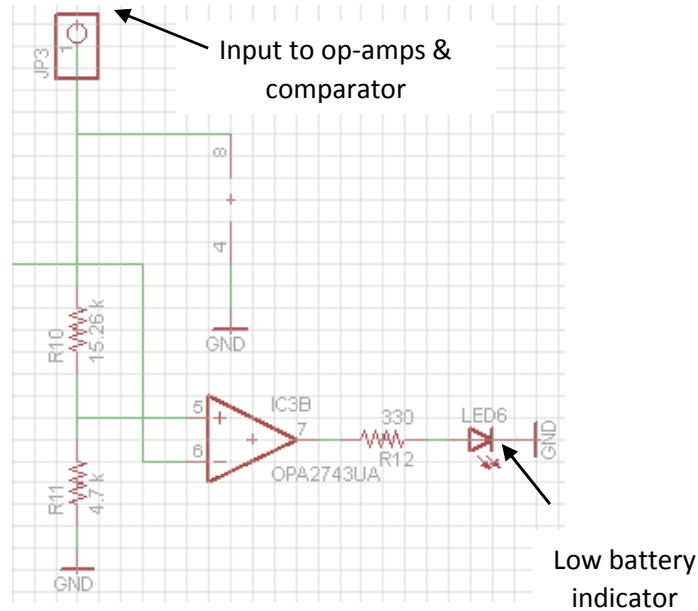 Input to op-amps &
comparator
JP3
1
8
4
GND
R10
15.26 k
5
6
7
IC3B
OPA2743UA
330
R12
LED6
GND
R11
4.7 k
GND
Low battery
indicator